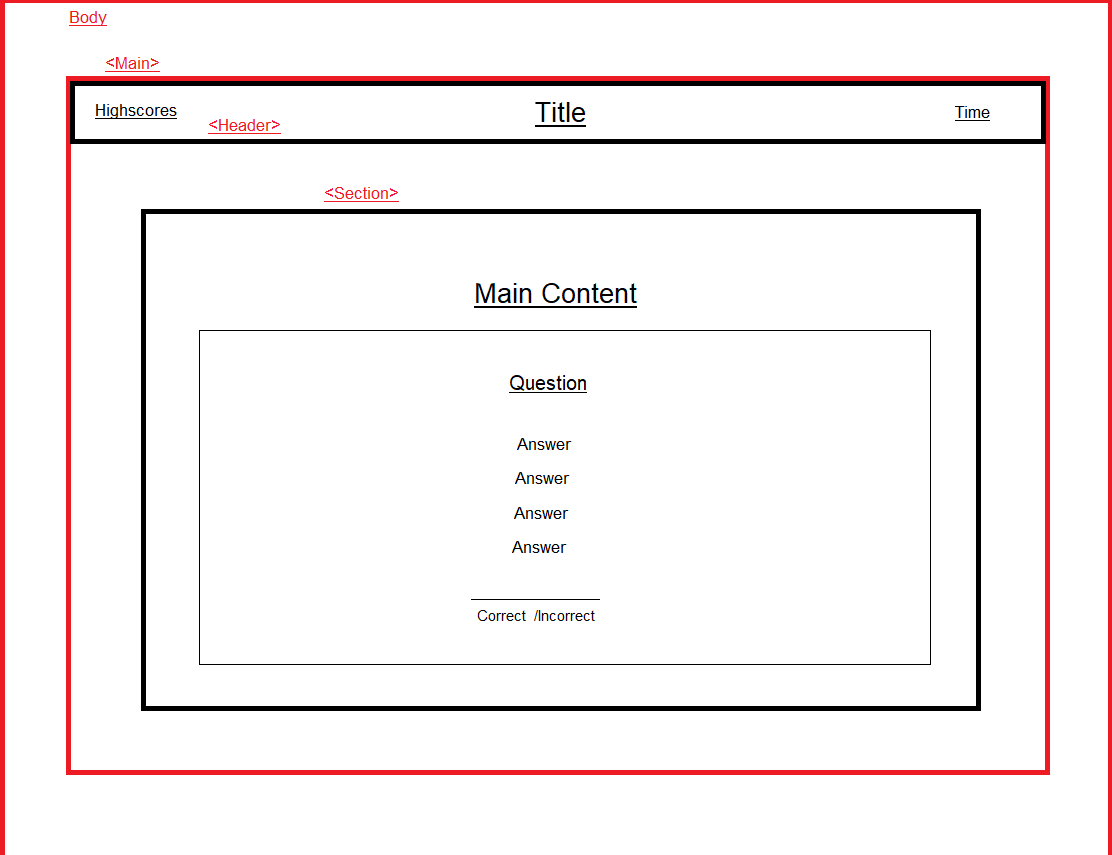 Body
<Main>
Highscores
<Header>
Title
Time
<Section>
Main Content
Question
Answer
Answer
Answer
Answer
Correct /Incorrect